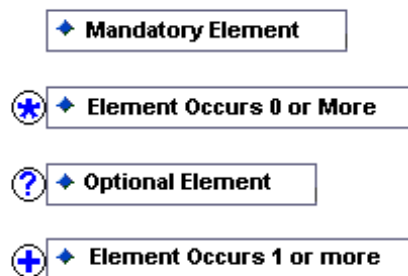 Mandatory Element
* Element Occurs 0 or More
? Optional Element
+ Element Occurs 1 or more